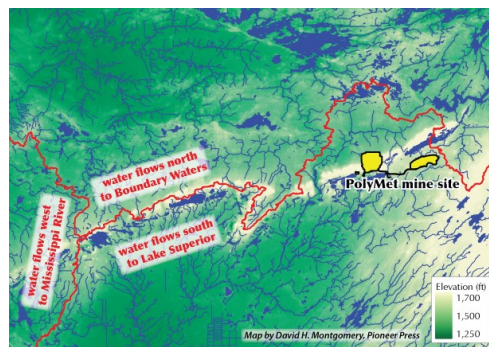 water flows north
to Boundary Waters
PolyMet mine site
water flows west
to Mississippi River
water flows south
to Lake Superior
Elevation (ft)
1,700
1,500
1,250
Map by David H. Montgomery, Pioneer Press